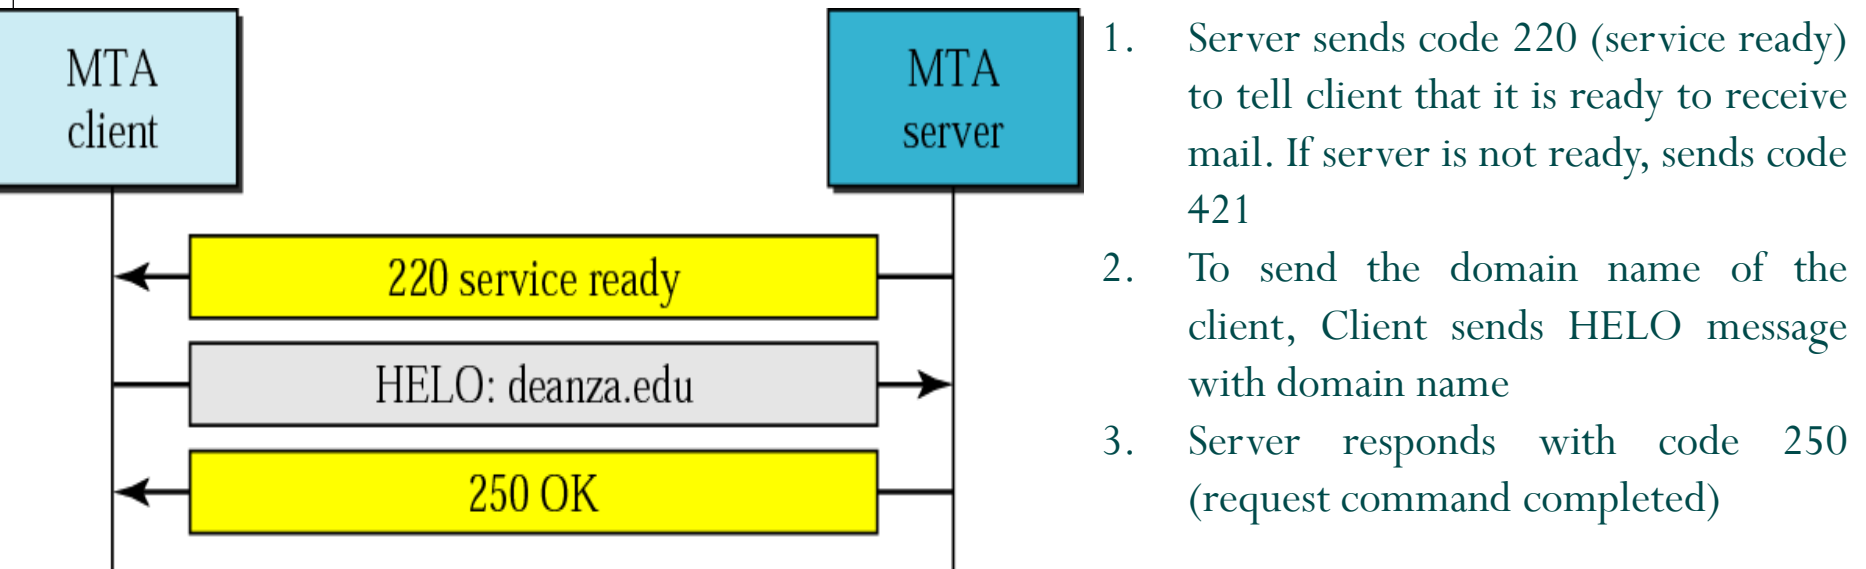 MTA
client
MTA
server
220 service ready
HELO: deanza.edu
250 OK
1. Server sends code 220 (service ready)
to tell client that it is ready to receive
mail. If server is not ready, sends code
421
2. To send the domain name of the
client, Client sends HELO message
with domain name
3. Server responds with code 250
(request command completed)